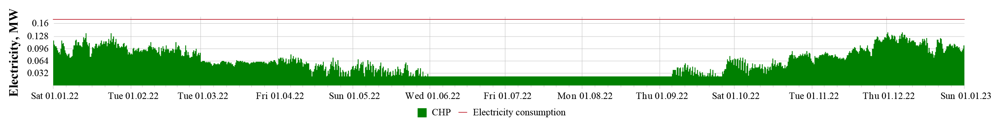 Electricity, MW
0.16
0.128
0.096
0.064
0.032
Sat 01.01.22 Tue 01.02.22 Tue 01.03.22 Fri 01.04.22 Sun 01.05.22 Wed 01.06.22 Fri 01.07.22 Mon 01.08.22 Thu 01.09.22 Sat 01.10.22 Tue 01.11.22 Thu 01.12.22 Sun 01.01.23
CHP Electricity consumption